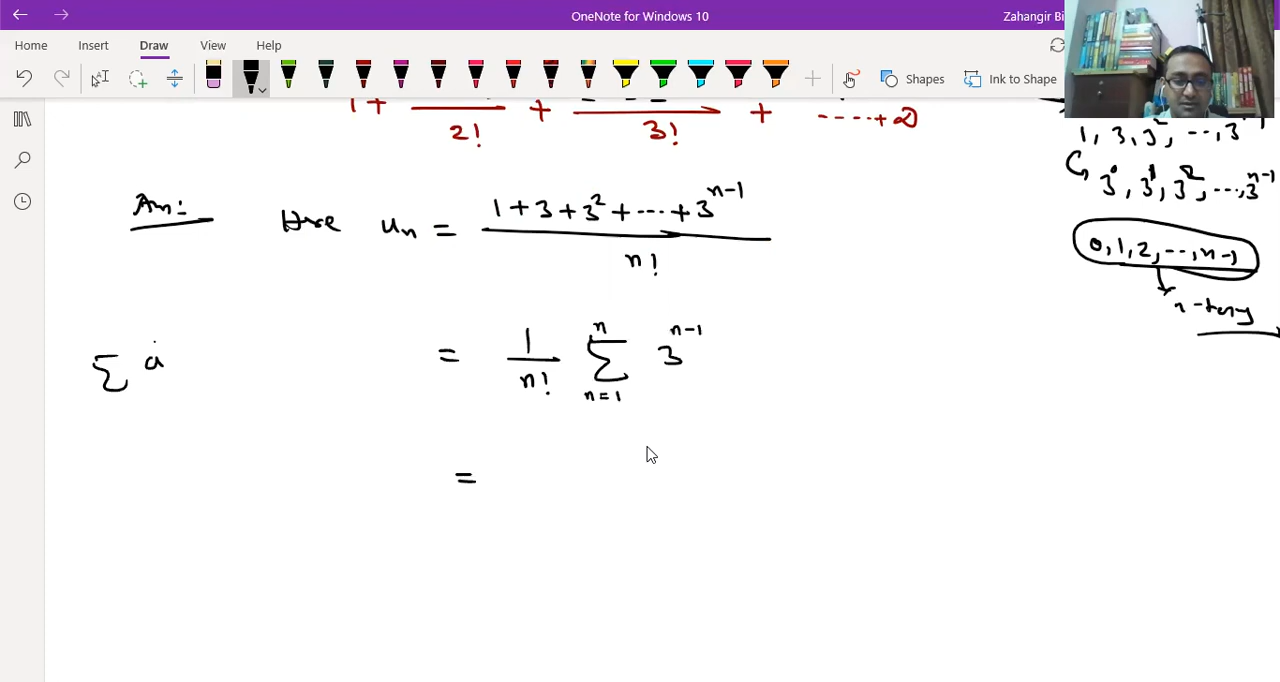 OneNote for Windows 10
Zahangir Bi
Home Insert Draw View Help
Shapes Ink to Shape
1 + / 2! + / 3! + ..... + ∞
1, 3, 3², ..., 3ⁿ⁻¹
3⁰, 3¹, 3², ..., 3ⁿ⁻¹
Ans: Here uₙ = (1 + 3 + 3² + ... + 3ⁿ⁻¹) / n!
0, 1, 2, ..., n-1
n-term
∑ a = 1/n! ∑ₙ₌₁ⁿ 3ⁿ⁻¹
=